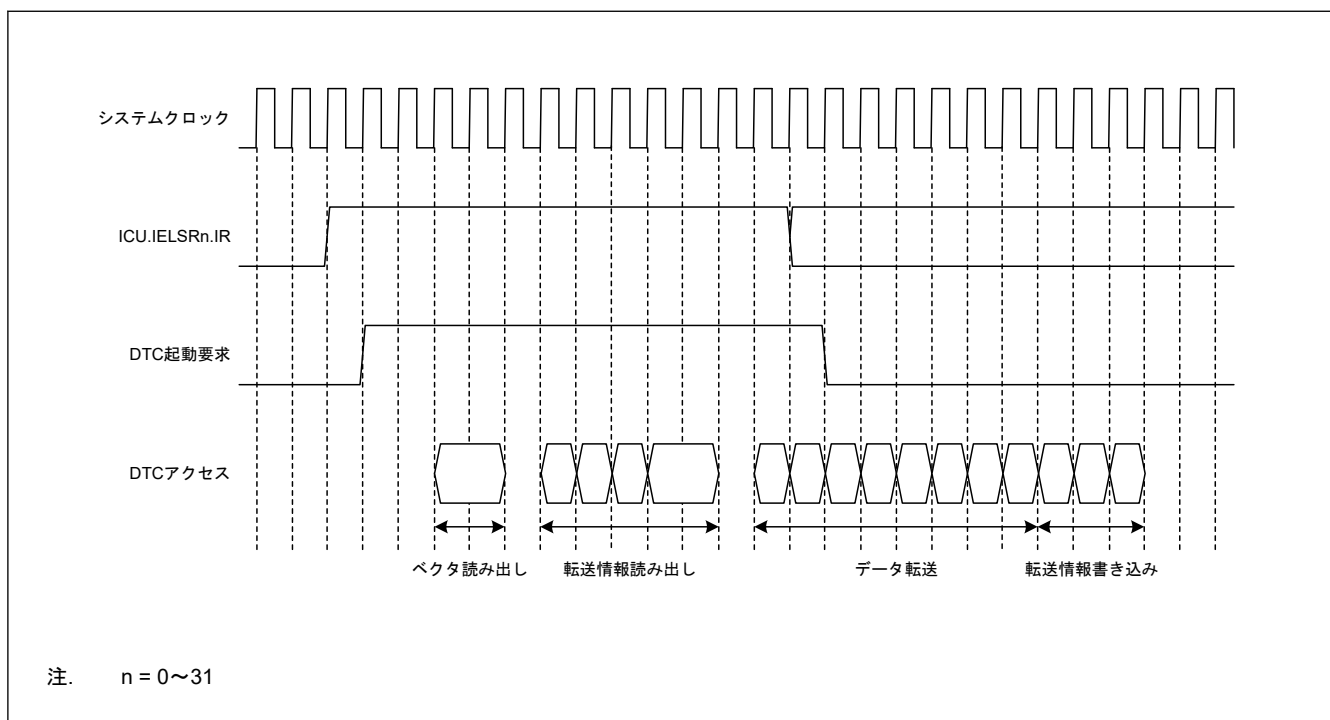 システムクロック
ICU.IELSRn.IR
DTC起動要求
DTCアクセス
ベクタ読み出し 転送情報読み出し データ転送 転送情報書き込み
注. n = 0～31